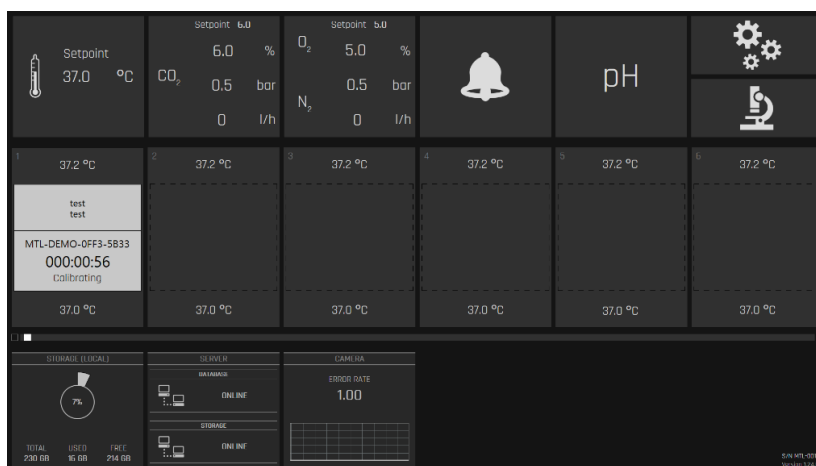 Setpoint
37.0 °C
Setpoint 6.0
6.0 %
CO2
0.5 bar
0 l/h
Setpoint 5.0
O2
5.0 %
0.5 bar
N2
0 l/h
pH
1
37.2 °C
2
37.2 °C
3
37.2 °C
4
37.2 °C
5
37.2 °C
6
37.2 °C
test
test
MTL-DEMO-0FF3-5B33
000:00:56
Calibrating
37.0 °C
37.0 °C
37.0 °C
37.0 °C
37.0 °C
37.0 °C
STORAGE (LOCAL)
7%
TOTAL USED FREE
230 GB 16 GB 214 GB
SERVER
DATABASE
ONLINE
STORAGE
ONLINE
CAMERA
ERROR RATE
1.00
S/N MTL-001